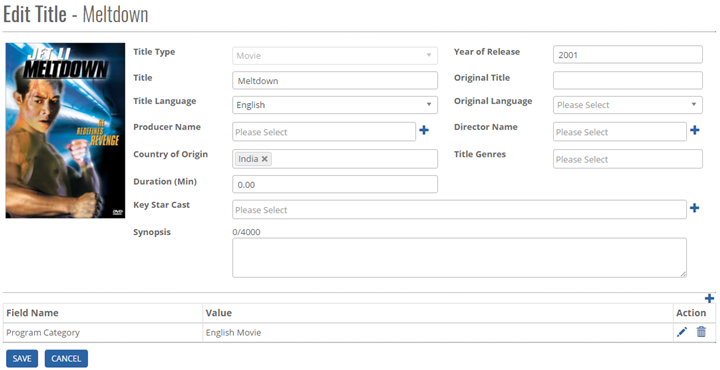 Edit Title - Meltdown
JET LI
MELTDOWN
REDEFINED
REVENGE
DVD
Title Type Movie Year of Release 2001
Title Meltdown Original Title
Title Language English Original Language Please Select
Producer Name Please Select Director Name Please Select
Country of Origin India × Title Genres Please Select
Duration (Min) 0.00
Key Star Cast Please Select
Synopsis 0/4000
Field Name Value Action
Program Category English Movie
SAVE CANCEL